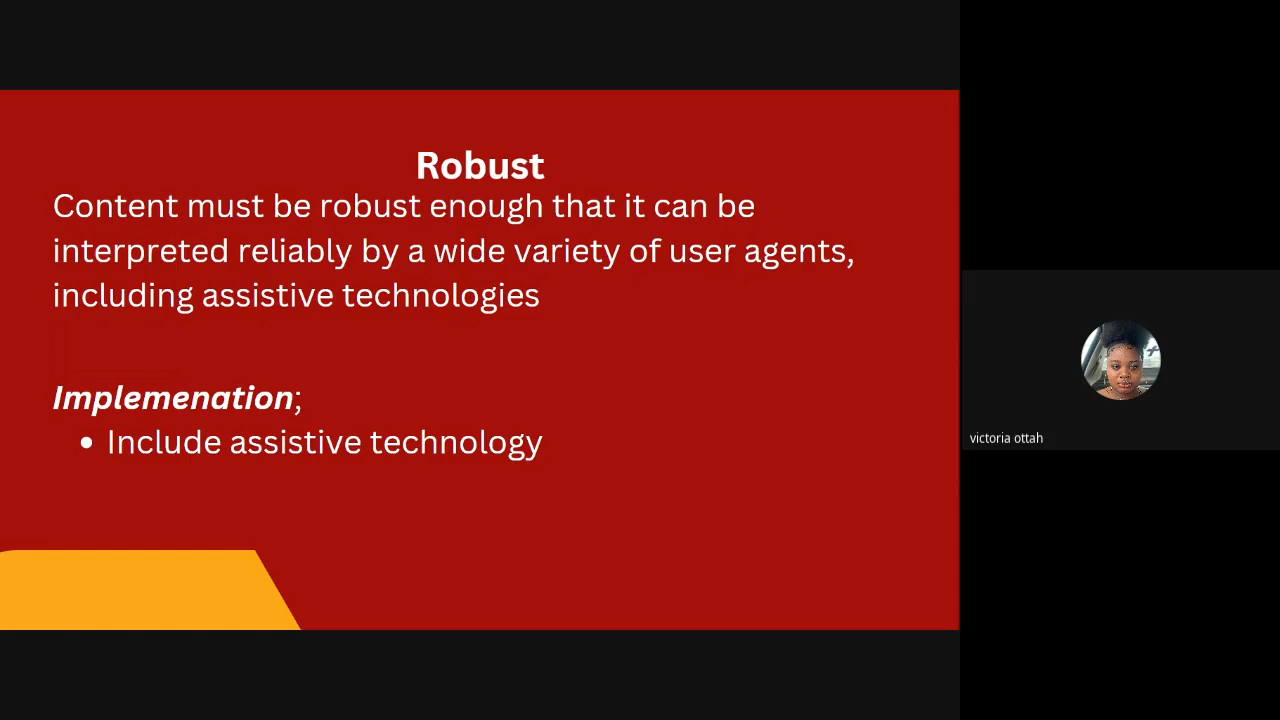 Robust
Content must be robust enough that it can be
interpreted reliably by a wide variety of user agents,
including assistive technologies
Implemenation;
• Include assistive technology
victoria ottah